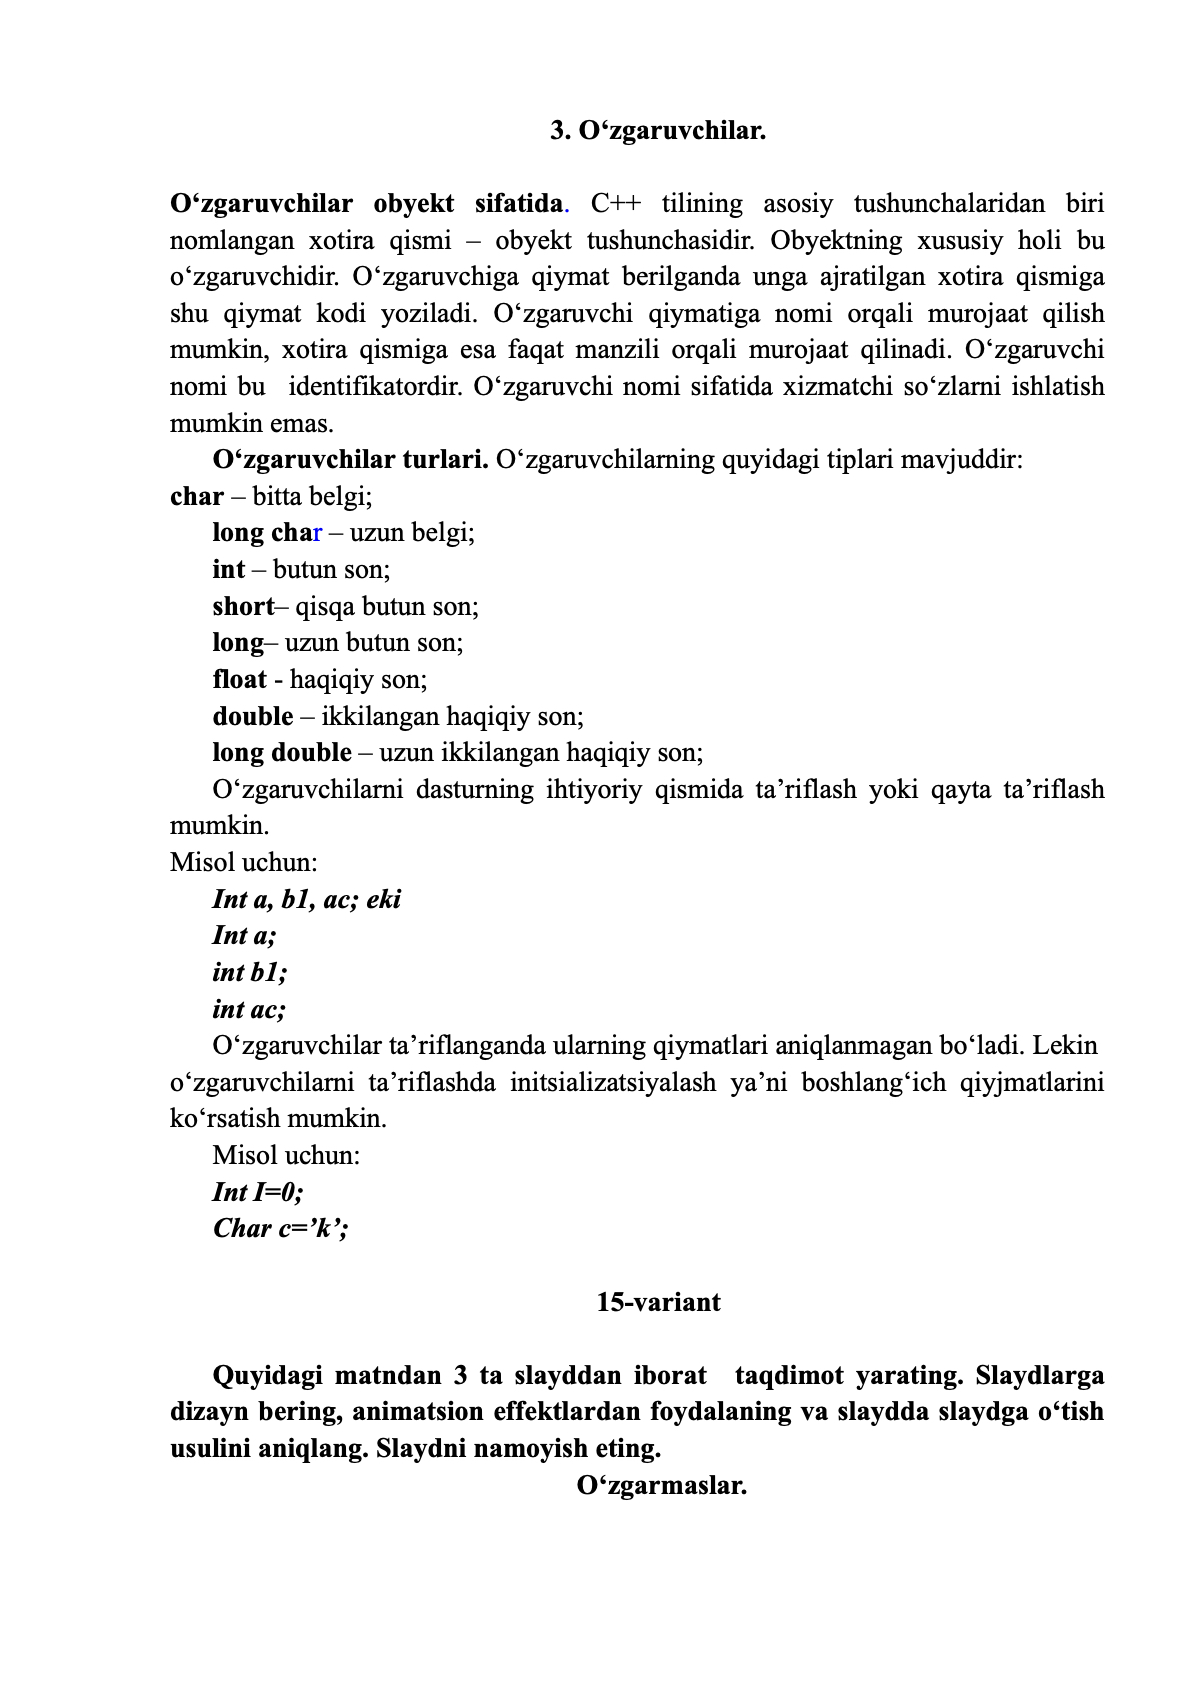 3. O‘zgaruvchilar.
O‘zgaruvchilar obyekt sifatida. C++ tilining asosiy tushunchalaridan biri
nomlangan xotira qismi – obyekt tushunchasidir. Obyektning xususiy holi bu
o‘zgaruvchidir. O‘zgaruvchiga qiymat berilganda unga ajratilgan xotira qismiga
shu qiymat kodi yoziladi. O‘zgaruvchi qiymatiga nomi orqali murojaat qilish
mumkin, xotira qismiga esa faqat manzili orqali murojaat qilinadi. O‘zgaruvchi
nomi bu identifikatordir. O‘zgaruvchi nomi sifatida xizmatchi so‘zlarni ishlatish
mumkin emas.
O‘zgaruvchilar turlari. O‘zgaruvchilarning quyidagi tiplari mavjuddir:
char – bitta belgi;
long char – uzun belgi;
int – butun son;
short– qisqa butun son;
long– uzun butun son;
float - haqiqiy son;
double – ikkilangan haqiqiy son;
long double – uzun ikkilangan haqiqiy son;
O‘zgaruvchilarni dasturning ihtiyoriy qismida ta’riflash yoki qayta ta’riflash
mumkin.
Misol uchun:
Int a, b1, ac; eki
Int a;
int b1;
int ac;
O‘zgaruvchilar ta’riflanganda ularning qiymatlari aniqlanmagan bo‘ladi. Lekin
o‘zgaruvchilarni ta’riflashda initsializatsiyalash ya’ni boshlang‘ich qiyjmatlarini
ko‘rsatish mumkin.
Misol uchun:
Int I=0;
Char c=’k’;
15-variant
Quyidagi matndan 3 ta slayddan iborat taqdimot yarating. Slaydlarga
dizayn bering, animatsion effektlardan foydalaning va slaydda slaydga o‘tish
usulini aniqlang. Slaydni namoyish eting.
O‘zgarmaslar.